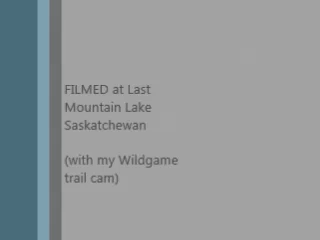 FILMED at Last
Mountain Lake
Saskatchewan
(with my Wildgame
trail cam)